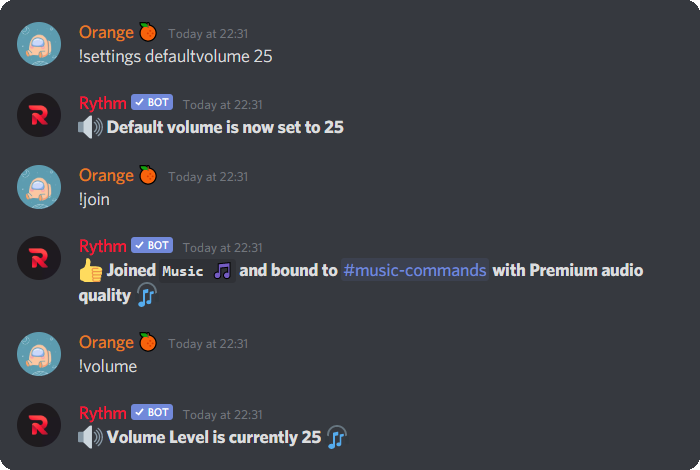 Orange 🍊 Today at 22:31
!settings defaultvolume 25
Rythm ✓ BOT Today at 22:31
🔊 Default volume is now set to 25
Orange 🍊 Today at 22:31
!join
Rythm ✓ BOT Today at 22:31
👍 Joined Music 🎵 and bound to #music-commands with Premium audio
quality 🎶
Orange 🍊 Today at 22:31
!volume
Rythm ✓ BOT Today at 22:31
🔊 Volume Level is currently 25 🎶